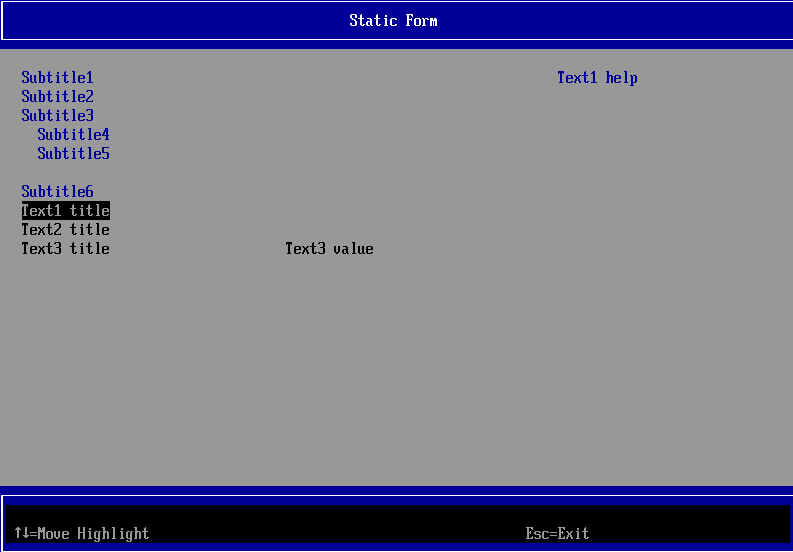 Static Form
Subtitle1 Text1 help
Subtitle2
Subtitle3
Subtitle4
Subtitle5
Subtitle6
Text1 title
Text2 title
Text3 title Text3 value
↑↓=Move Highlight Esc=Exit